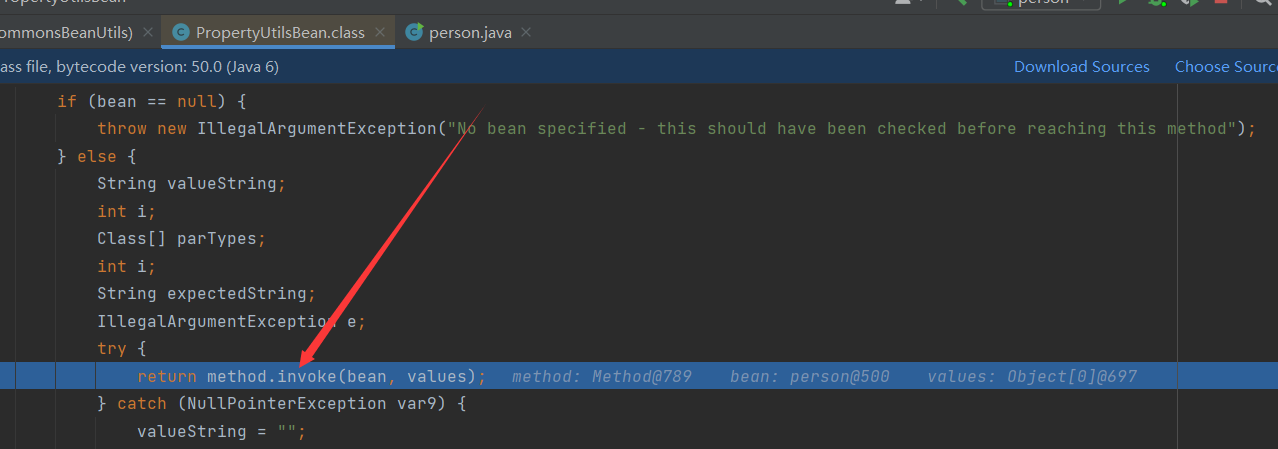 ropertyUtilsBean
person
ommonsBeanUtils)
PropertyUtilsBean.class
person.java
ass file, bytecode version: 50.0 (Java 6)
Download Sources
Choose Sourc
if (bean == null) {
throw new IllegalArgumentException("No bean specified - this should have been checked before reaching this method");
} else {
String valueString;
int i;
Class[] parTypes;
int i;
String expectedString;
IllegalArgumentException e;
try {
return method.invoke(bean, values); method: Method@789 bean: person@500 values: Object[0]@697
} catch (NullPointerException var9) {
valueString = "";